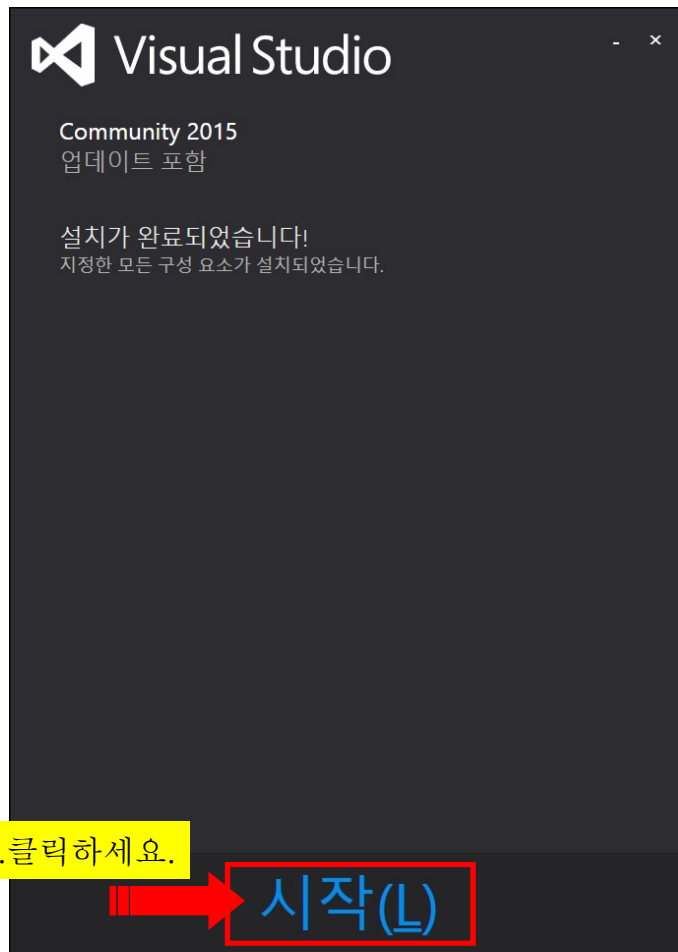 Visual Studio
Community 2015
업데이트 포함
설치가 완료되었습니다!
지정한 모든 구성 요소가 설치되었습니다.
.클릭하세요.
시작(L)